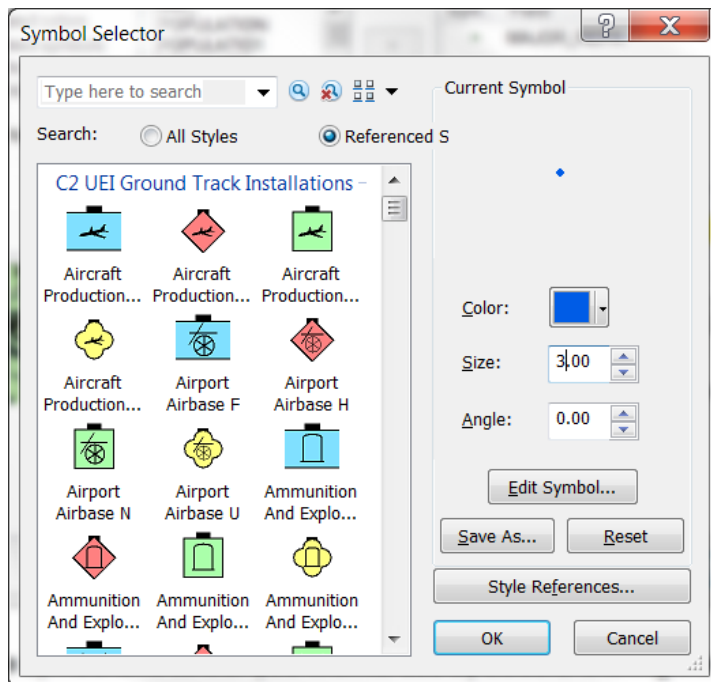 Symbol Selector
Type here to search
Search:
All Styles
Referenced S
C2 UEI Ground Track Installations -
Aircraft Production...
Aircraft Production...
Aircraft Production...
Aircraft Production...
Airport Airbase F
Airport Airbase H
Airport Airbase N
Airport Airbase U
Ammunition And Explo...
Ammunition And Explo...
Ammunition And Explo...
Ammunition And Explo...
Current Symbol
Color:
Size:
3.00
Angle:
0.00
Edit Symbol...
Save As...
Reset
Style References...
OK
Cancel